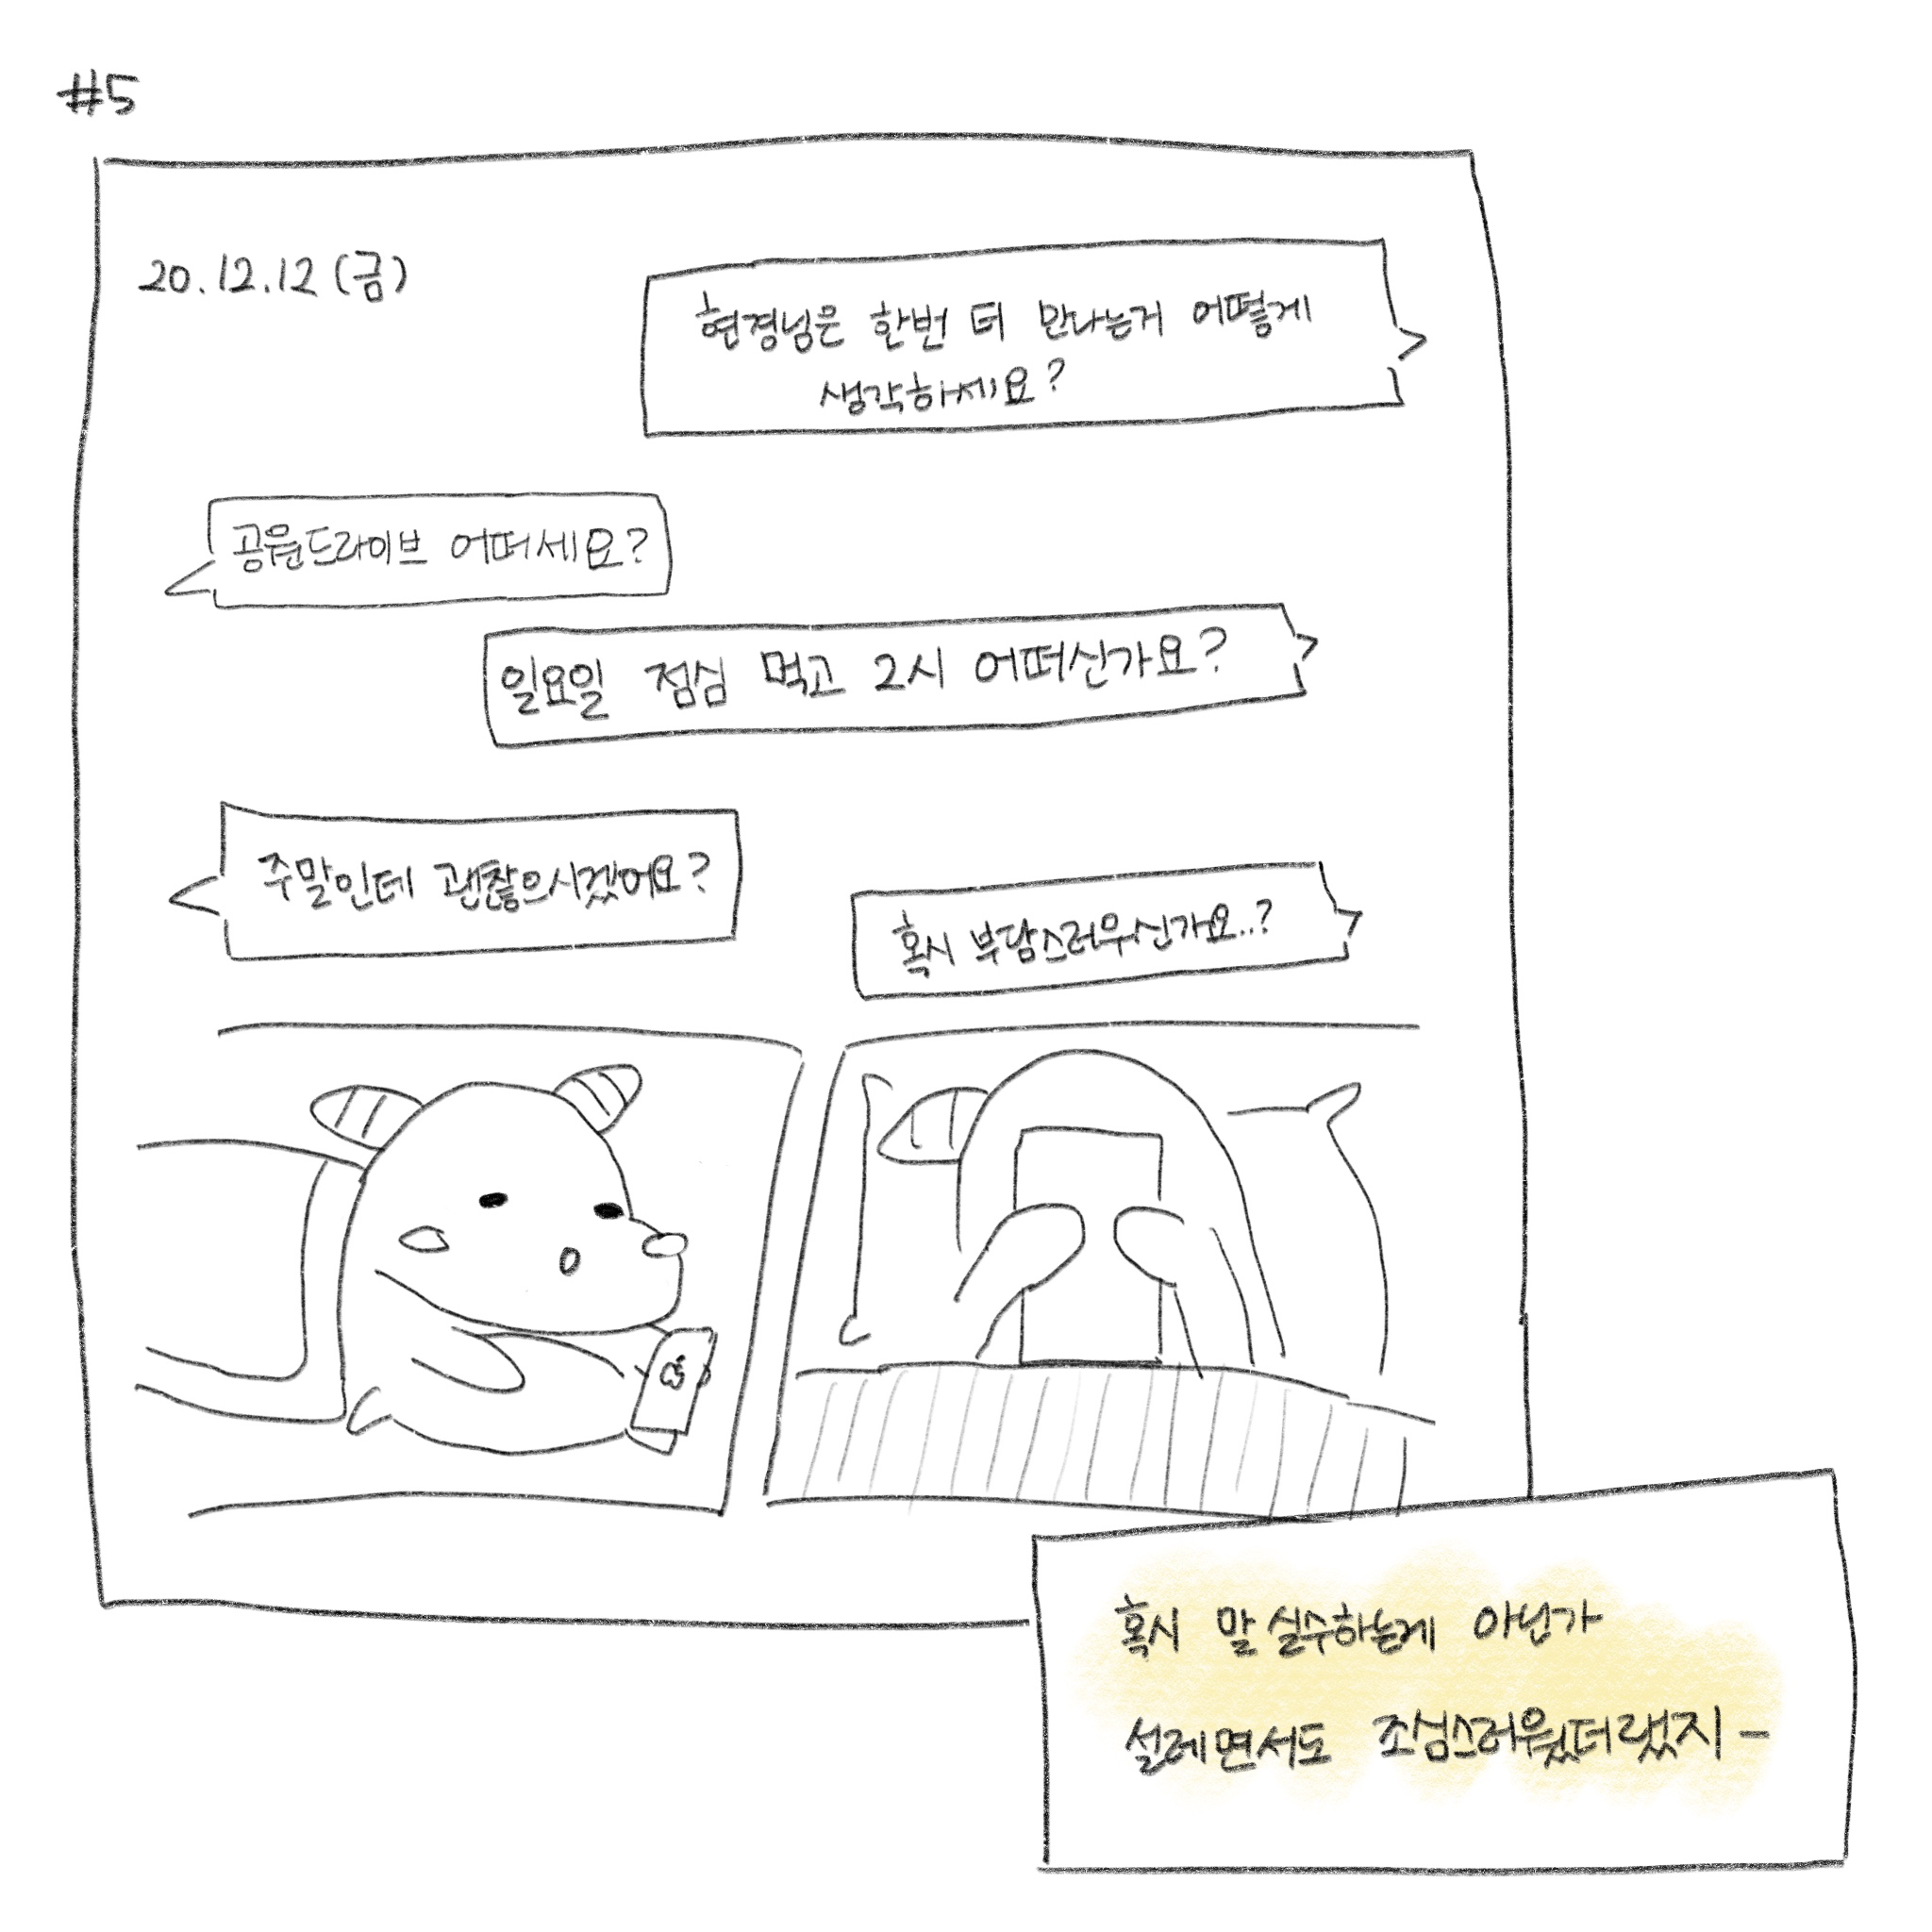 #5
20.12.12 (금)
현경님은 한번 더 만나는거 어떻게
생각하세요?
공원드라이브 어떠세요?
일요일 점심 먹고 2시 어떠신가요?
주말인데 괜찮으시겠어요?
혹시 부담스러우신가요..?
혹시 말실수하는게 아닌가
설레면서도 조심스러웠더랬지-